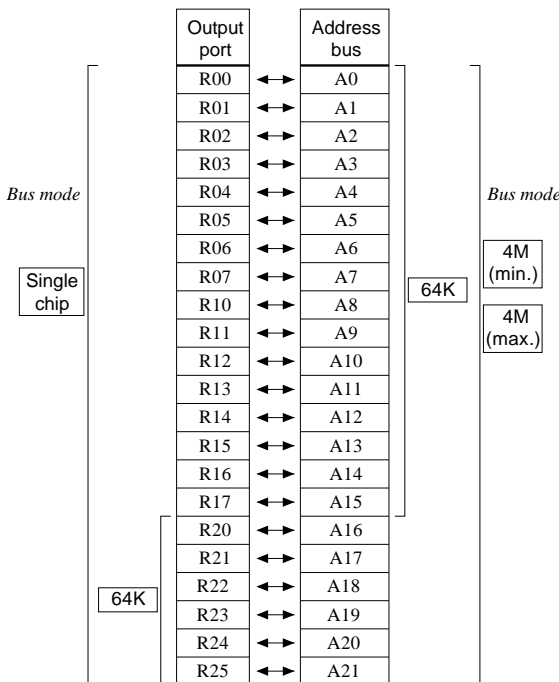 Output port Address bus
R00 A0
R01 A1
R02 A2
R03 A3
Bus mode R04 A4 Bus mode
R05 A5
R06 A6 4M (min.)
Single chip R07 A7 64K
R10 A8
R11 A9 4M (max.)
R12 A10
R13 A11
R14 A12
R15 A13
R16 A14
R17 A15
R20 A16
R21 A17
64K R22 A18
R23 A19
R24 A20
R25 A21